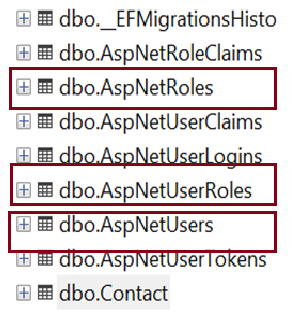 dbo.__EFMigrationsHisto
dbo.AspNetRoleClaims
dbo.AspNetRoles
dbo.AspNetUserClaims
dbo.AspNetUserLogins
dbo.AspNetUserRoles
dbo.AspNetUsers
dbo.AspNetUserTokens
dbo.Contact